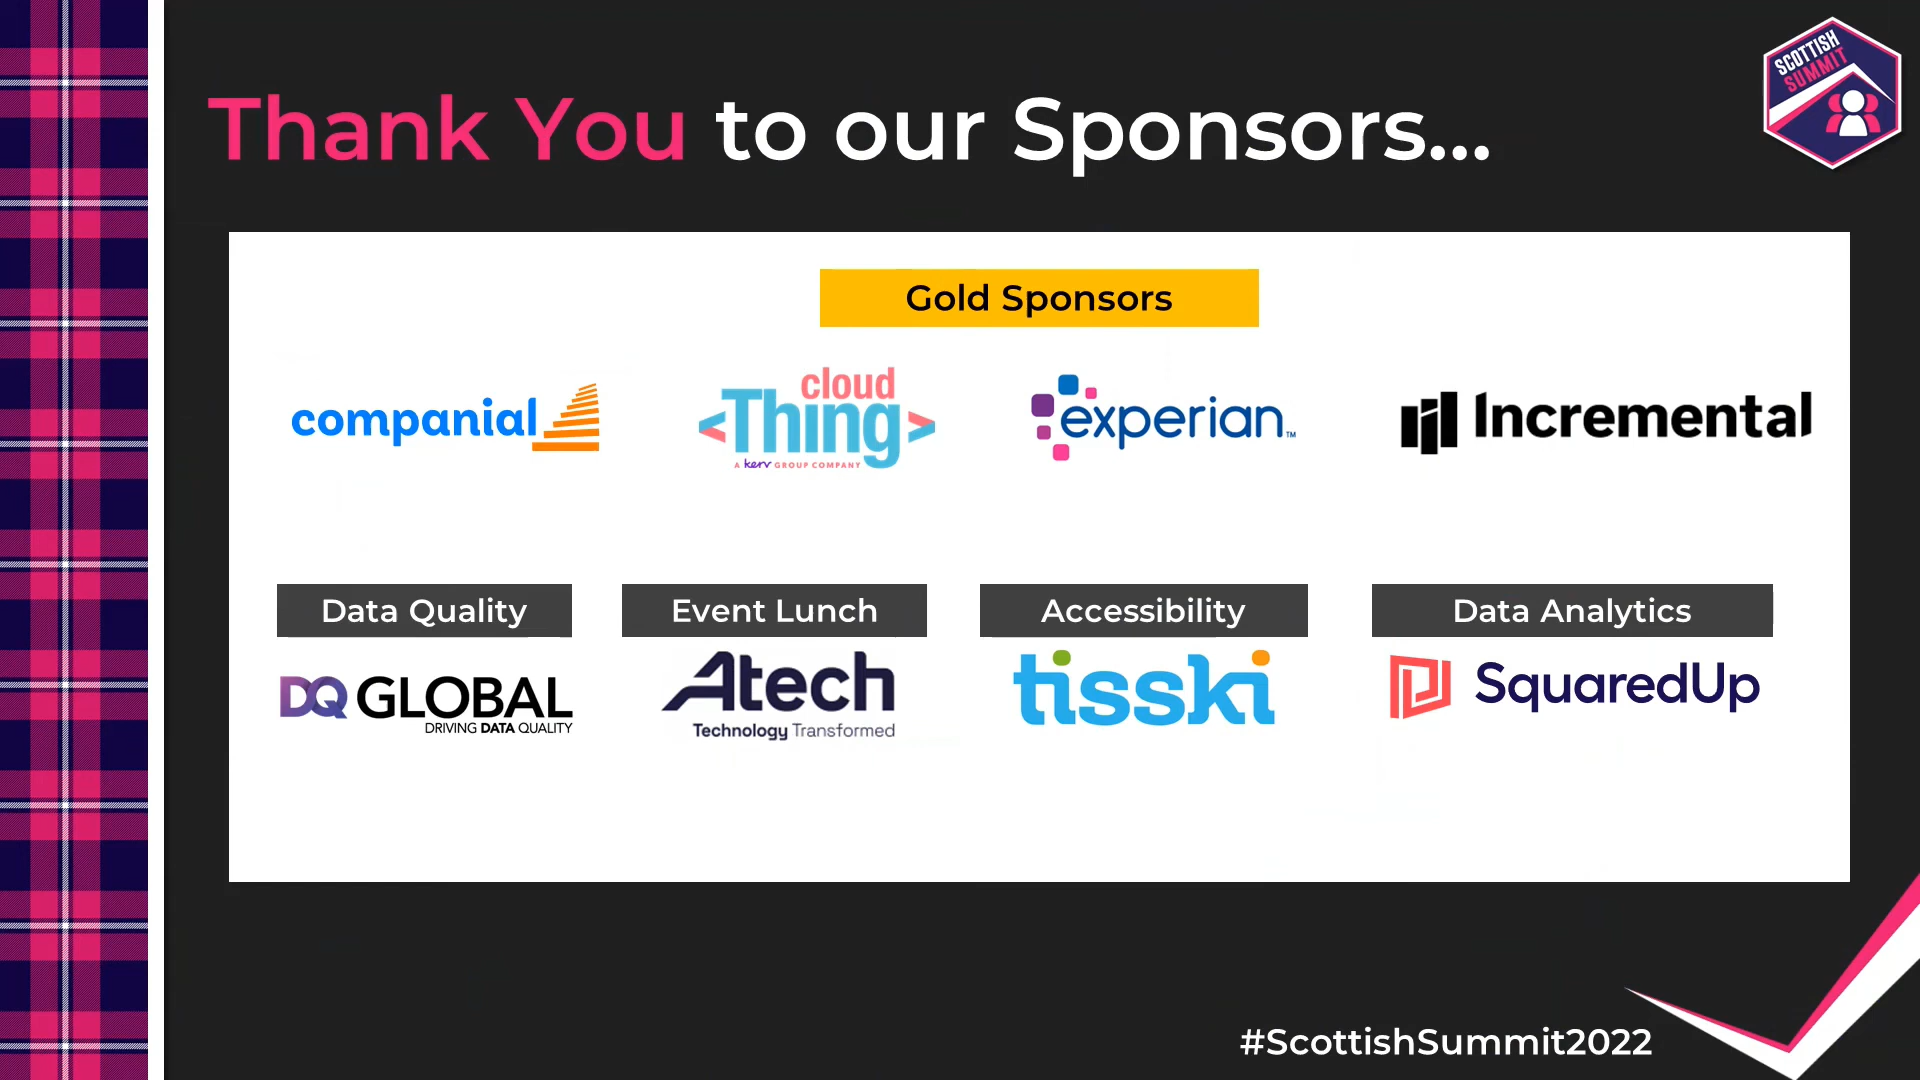 Thank You to our Sponsors...
SCOTTISH
SUMMIT
Gold Sponsors
companial
cloud
<Thing>
A kerv GROUP COMPANY
experian™
Incremental
Data Quality
Event Lunch
Accessibility
Data Analytics
DQ GLOBAL
DRIVING DATA QUALITY
Atech
Technology Transformed
tisski
SquaredUp
#ScottishSummit2022